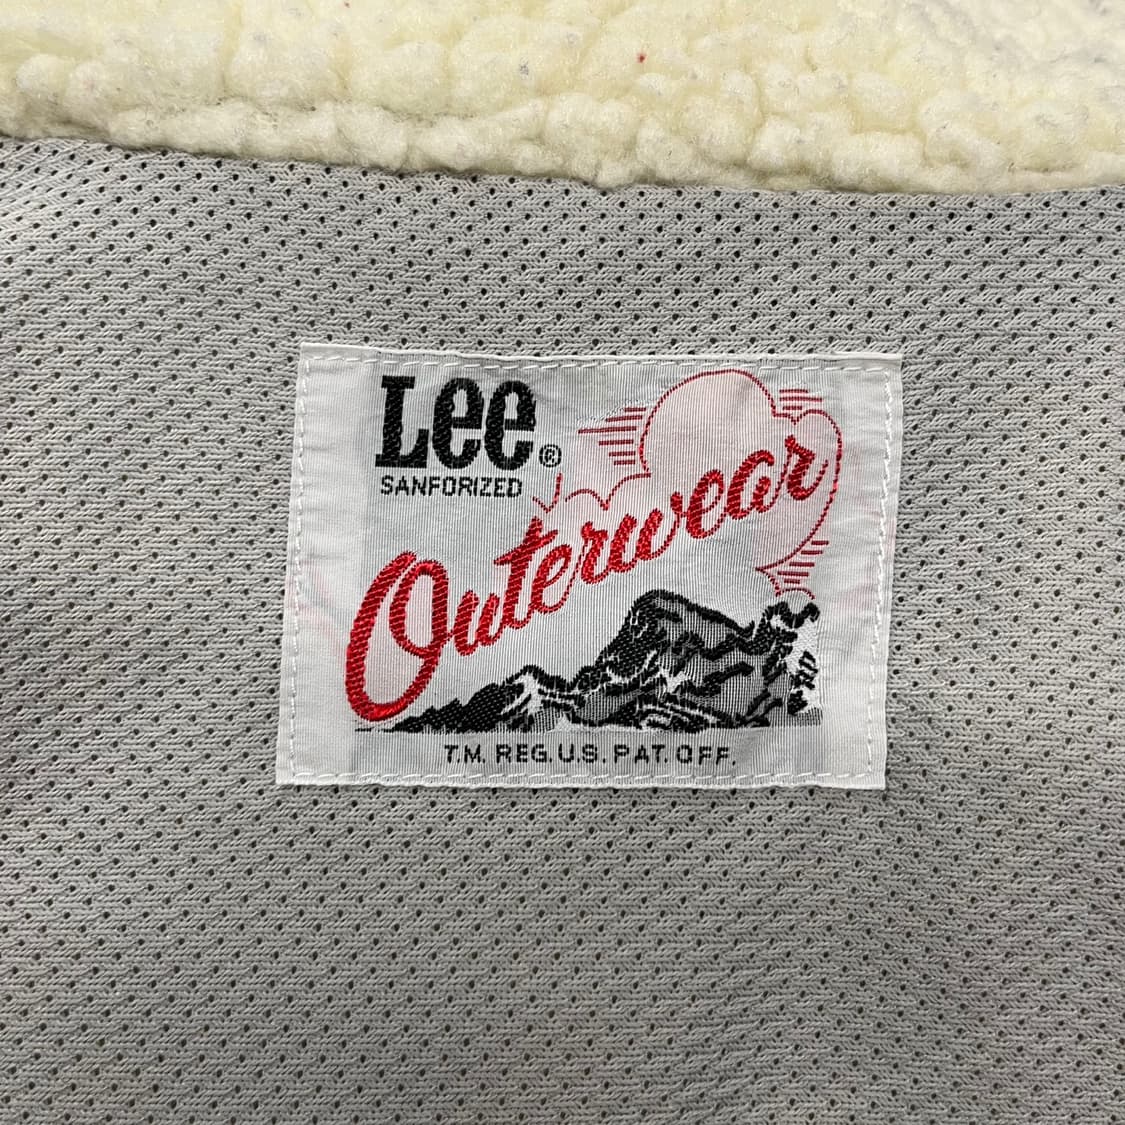 Lee®
SANFORIZED
Outerwear
T.M. REG. U.S. PAT. OFF.